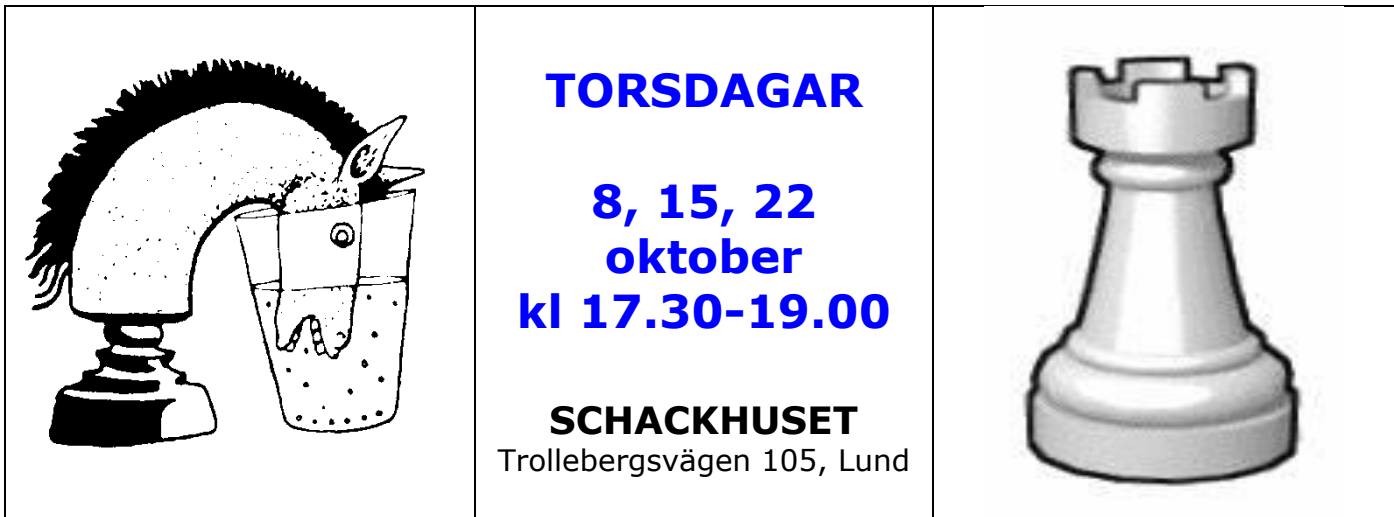 TORSDAGAR
8, 15, 22
oktober
kl 17.30-19.00
SCHACKHUSET
Trollebergsvägen 105, Lund